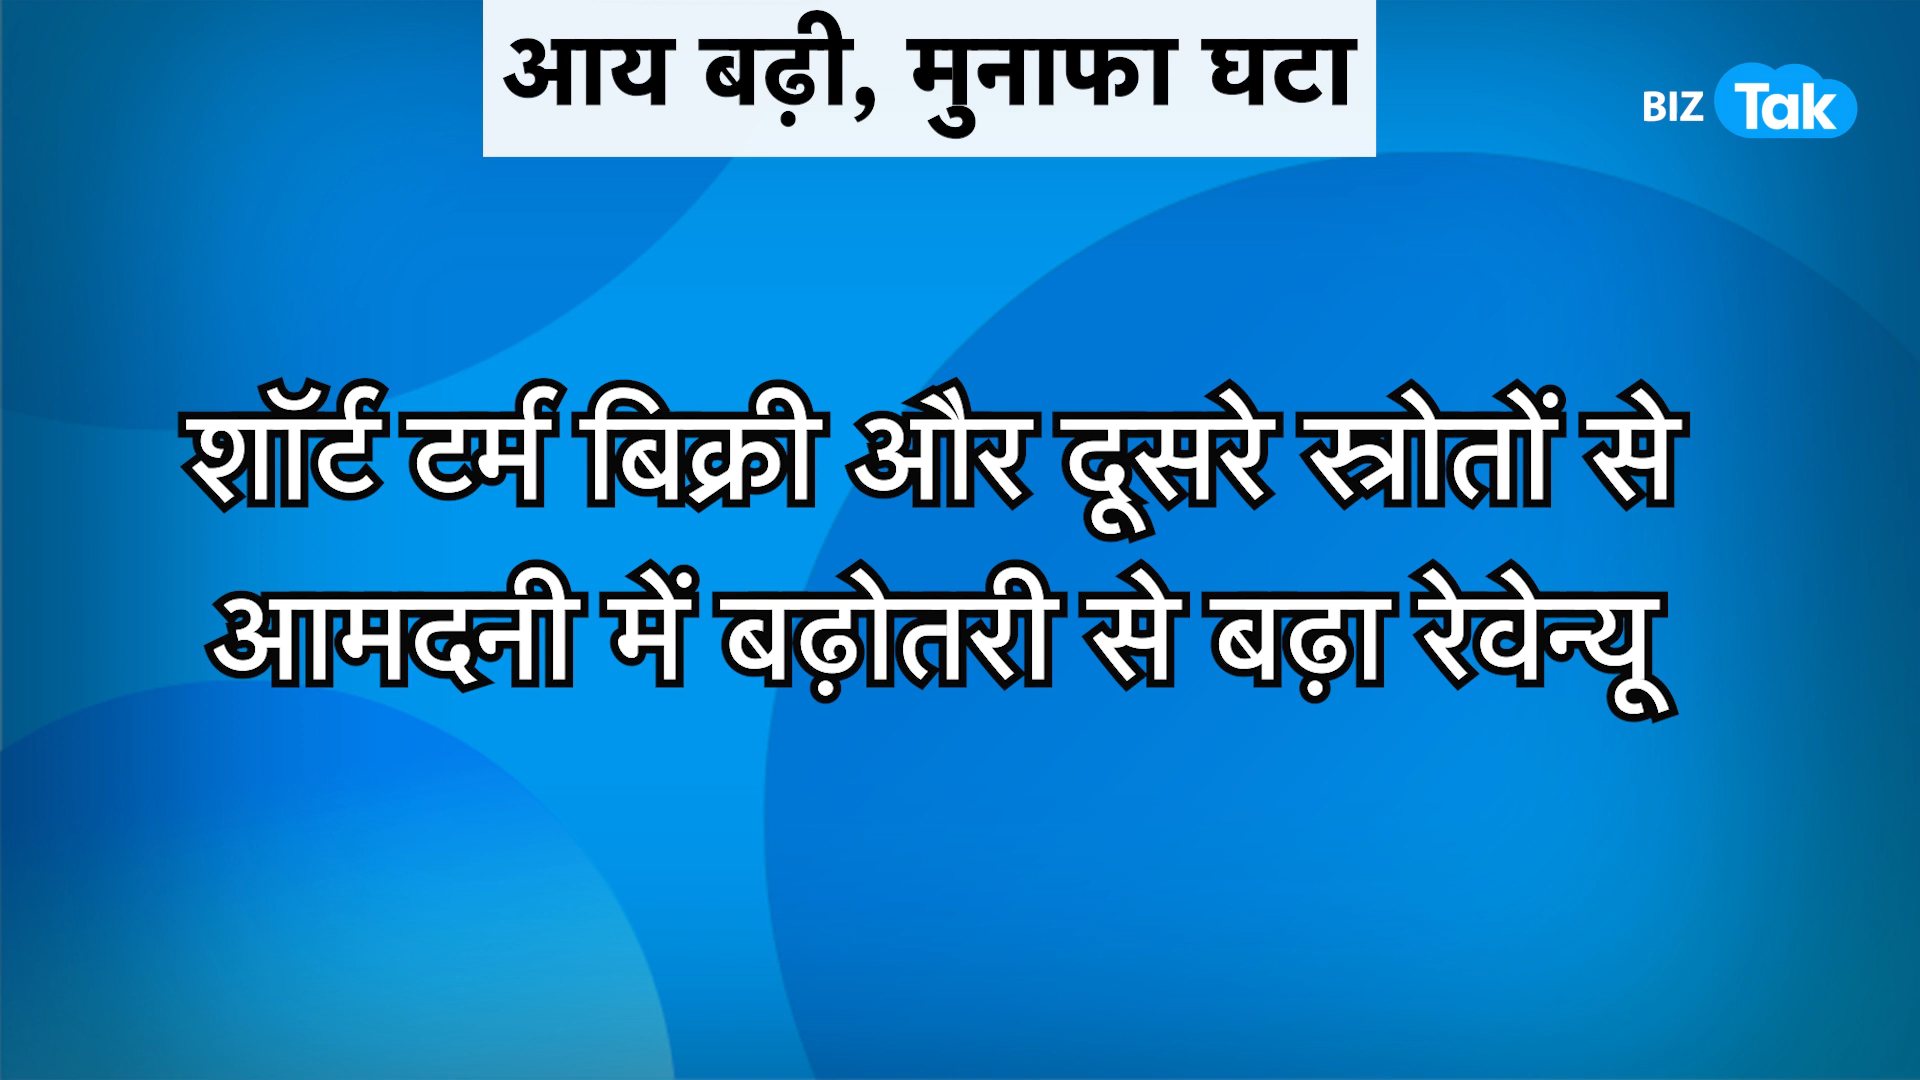 आय बढ़ी, मुनाफा घटा
BIZ Tak
शॉर्ट टर्म बिक्री और दूसरे स्त्रोतों से
आमदनी में बढ़ोतरी से बढ़ा रेवेन्यू